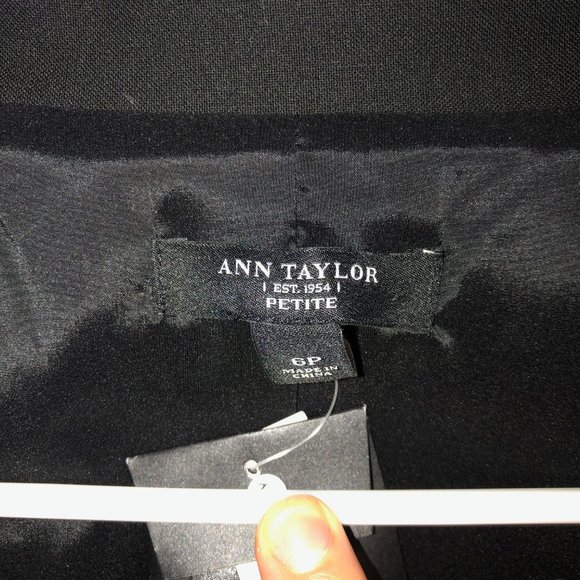 ANN TAYLOR
| EST. 1954 |
PETITE
6P
MADE IN
CHINA